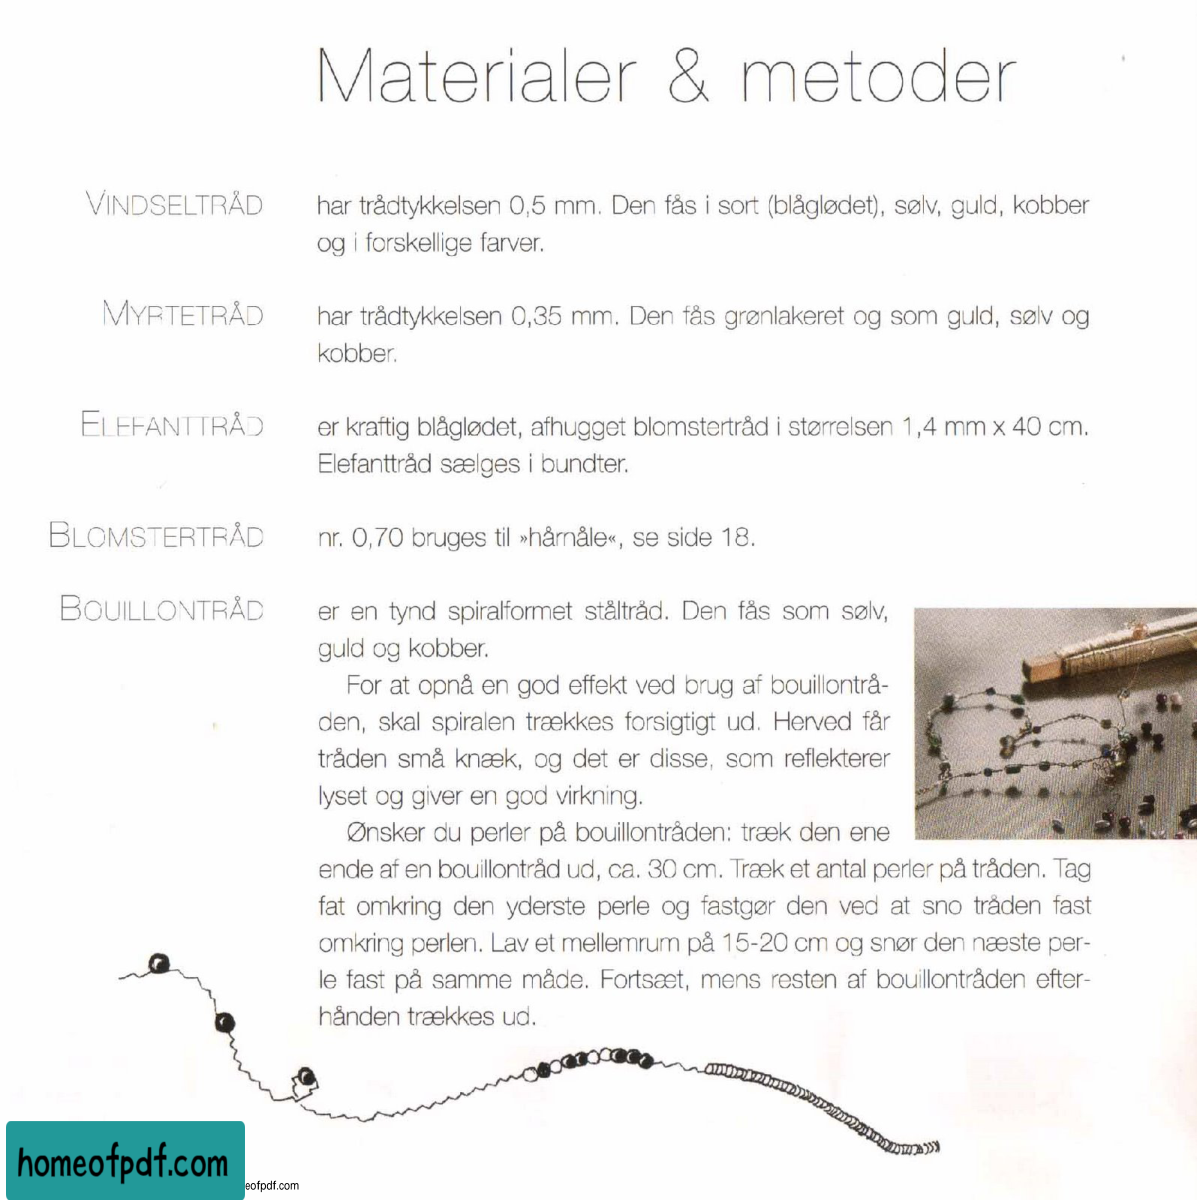 Materialer & metoder
VINDSELTRÅD har trådtykkelsen 0,5 mm. Den fås i sort (blåglødet), sølv, guld, kobber
og i forskellige farver.
MYRTETRÅD har trådtykkelsen 0,35 mm. Den fås grønlakeret og som guld, sølv og
kobber.
ELEFANTTRÅD er kraftig blåglødet, afhugget blomstertråd i størrelsen 1,4 mm x 40 cm.
Elefanttråd sælges i bundter.
BLOMSTERTRÅD nr. 0,70 bruges til »hårnåle«, se side 18.
BOUILLONTRÅD er en tynd spiralformet ståltråd. Den fås som sølv,
guld og kobber.
For at opnå en god effekt ved brug af bouillontrå-
den, skal spiralen trækkes forsigtigt ud. Herved får
tråden små knæk, og det er disse, som reflekterer
lyset og giver en god virkning.
Ønsker du perler på bouillontråden: træk den ene
ende af en bouillontråd ud, ca. 30 cm. Træk et antal perler på tråden. Tag
fat omkring den yderste perle og fastgør den ved at sno tråden fast
omkring perlen. Lav et mellemrum på 15-20 cm og snør den næste per-
le fast på samme måde. Fortsæt, mens resten af bouillontråden efter-
hånden trækkes ud.
homeofpdf.com
eofpdf.com